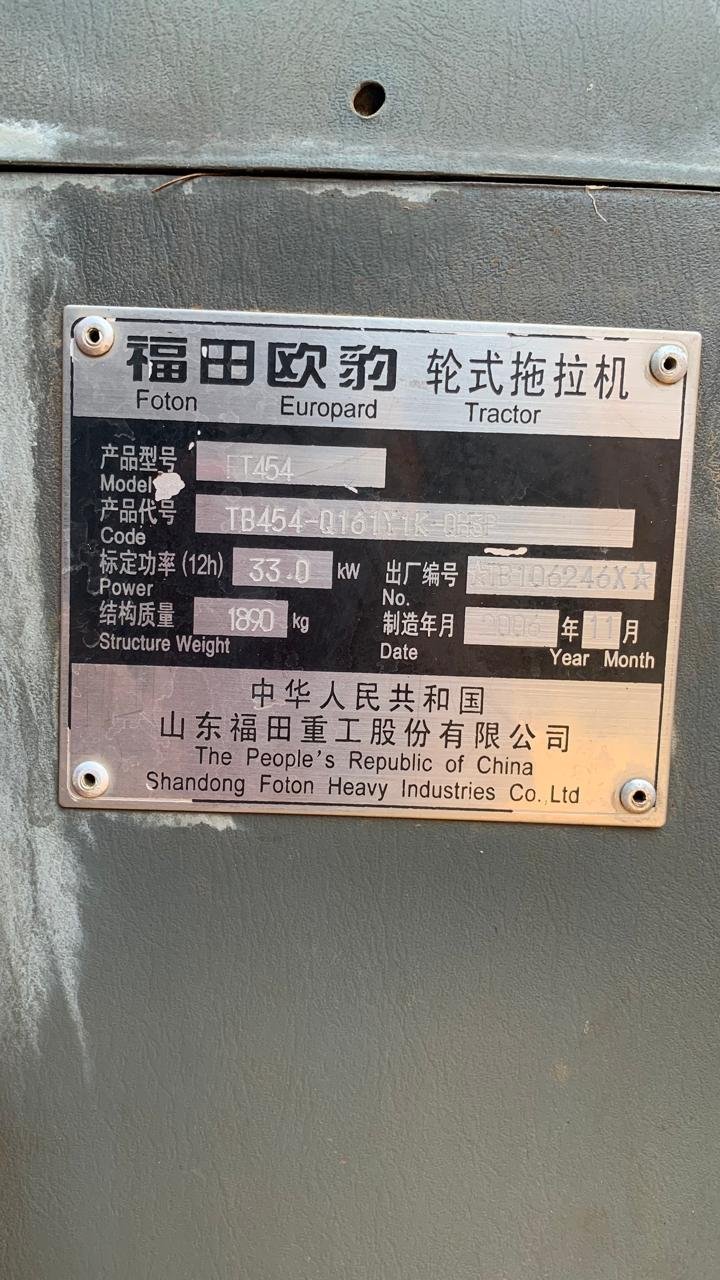 福田欧豹 轮式拖拉机
Foton Europard Tractor
产品型号 FT454
Model
产品代号 TB454-Q161Y1K
Code
标定功率(12h) 33.0 kW 出厂编号
Power No.
结构质量 1890 kg 制造年月 2006 年 11 月
Structure Weight Date Year Month
中华人民共和国
山东福田重工股份有限公司
The People's Republic of China
Shandong Foton Heavy Industries Co.,Ltd